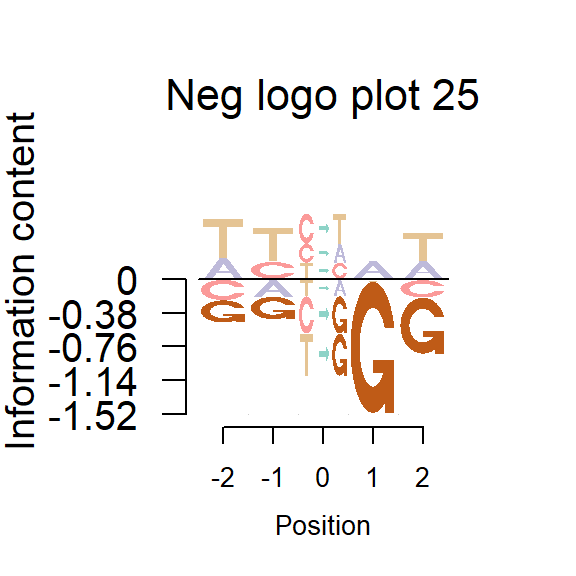 Neg logo plot 25
Information content
0
-0.38
-0.76
-1.14
-1.52
T T C→T T
A C C→A A A
T→C
C A T→A C
G G C→G G G
T→G
-2 -1 0 1 2
Position